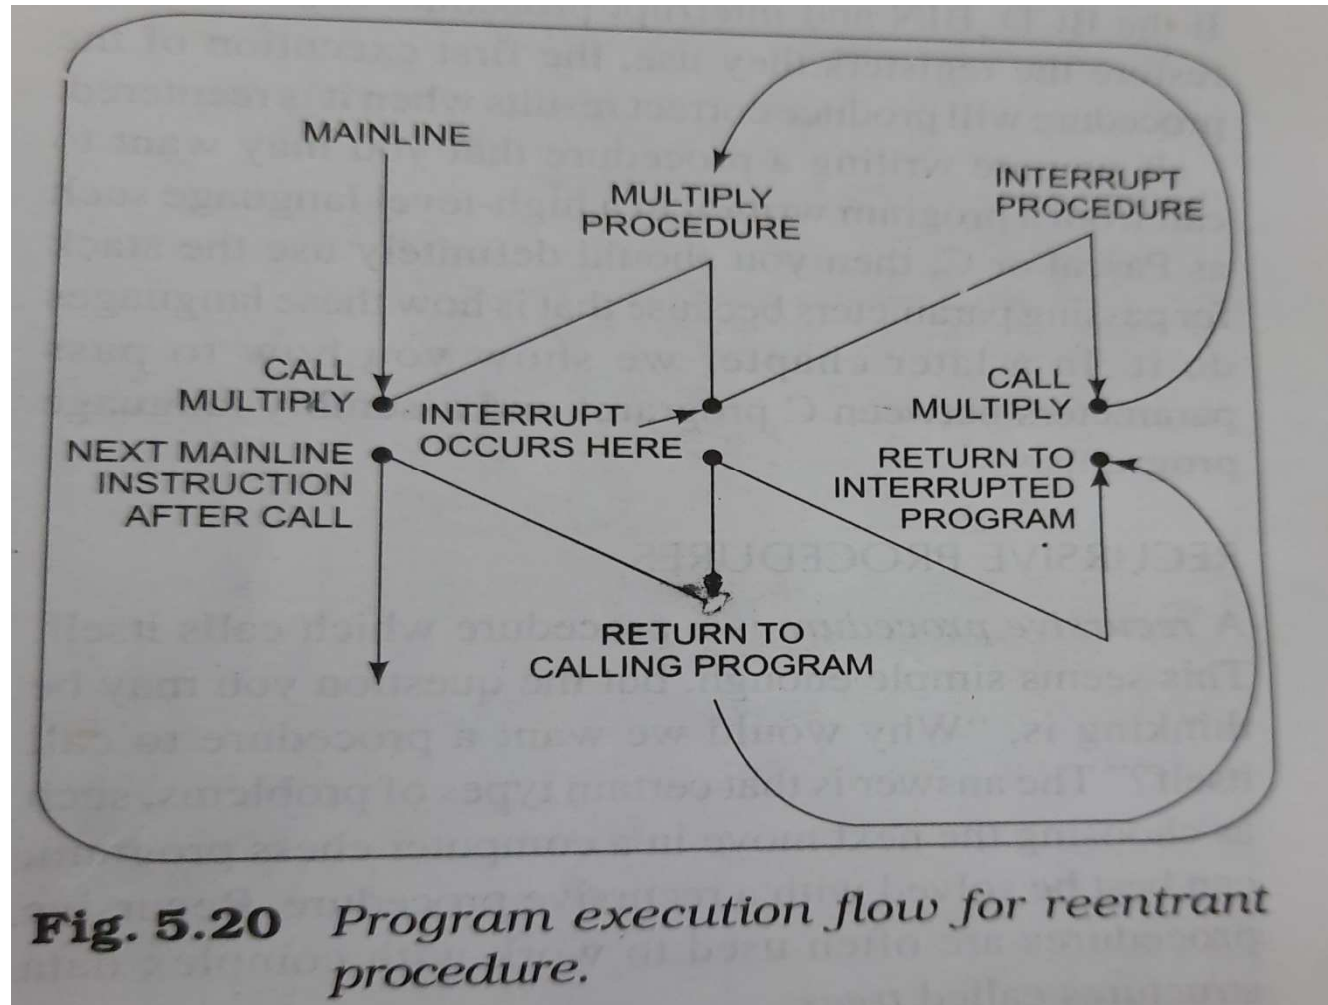 MAINLINE
MULTIPLY
PROCEDURE
INTERRUPT
PROCEDURE
CALL
MULTIPLY
INTERRUPT
OCCURS HERE
CALL
MULTIPLY
NEXT MAINLINE
INSTRUCTION
AFTER CALL
RETURN TO
INTERRUPTED
PROGRAM
RETURN TO
CALLING PROGRAM
Fig. 5.20 Program execution flow for reentrant
procedure.